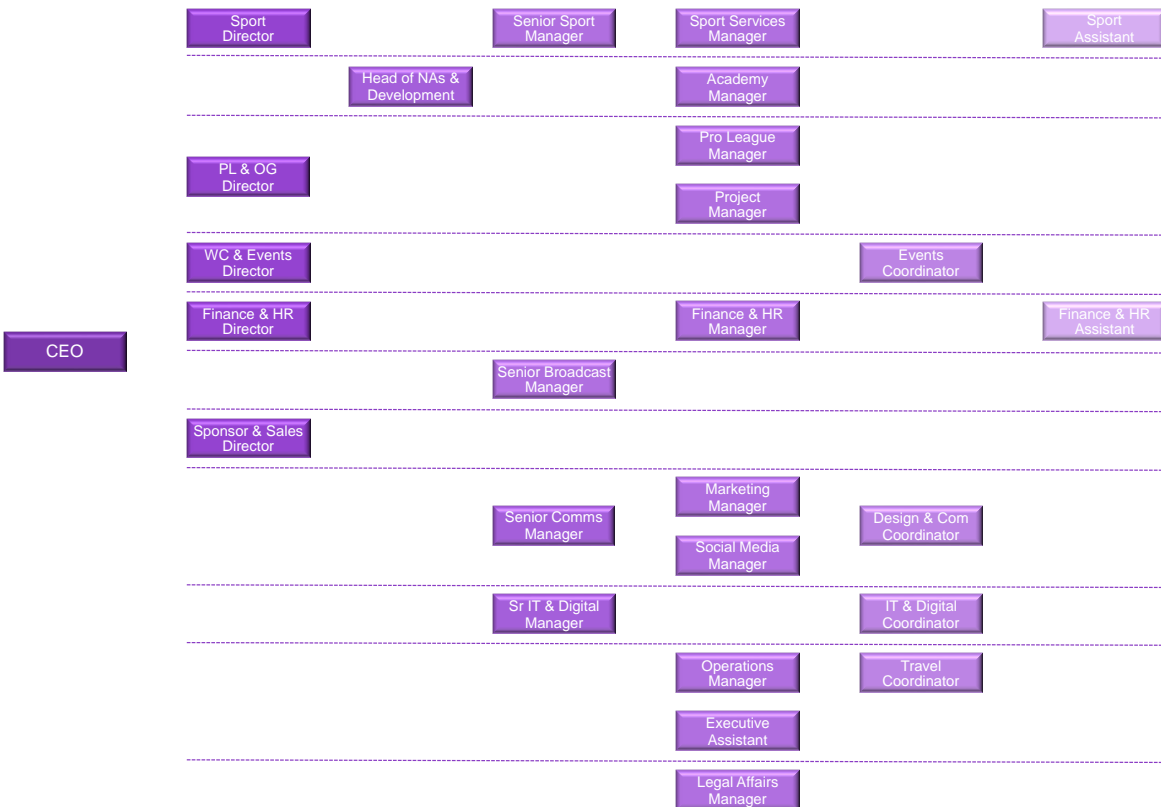 Sport
Director
Senior Sport
Manager
Sport Services
Manager
Sport
Assistant
Head of NAs &
Development
Academy
Manager
Pro League
Manager
PL & OG
Director
Project
Manager
WC & Events
Director
Events
Coordinator
Finance & HR
Director
Finance & HR
Manager
Finance & HR
Assistant
CEO
Senior Broadcast
Manager
Sponsor & Sales
Director
Marketing
Manager
Senior Comms
Manager
Design & Com
Coordinator
Social Media
Manager
Sr IT & Digital
Manager
IT & Digital
Coordinator
Operations
Manager
Travel
Coordinator
Executive
Assistant
Legal Affairs
Manager